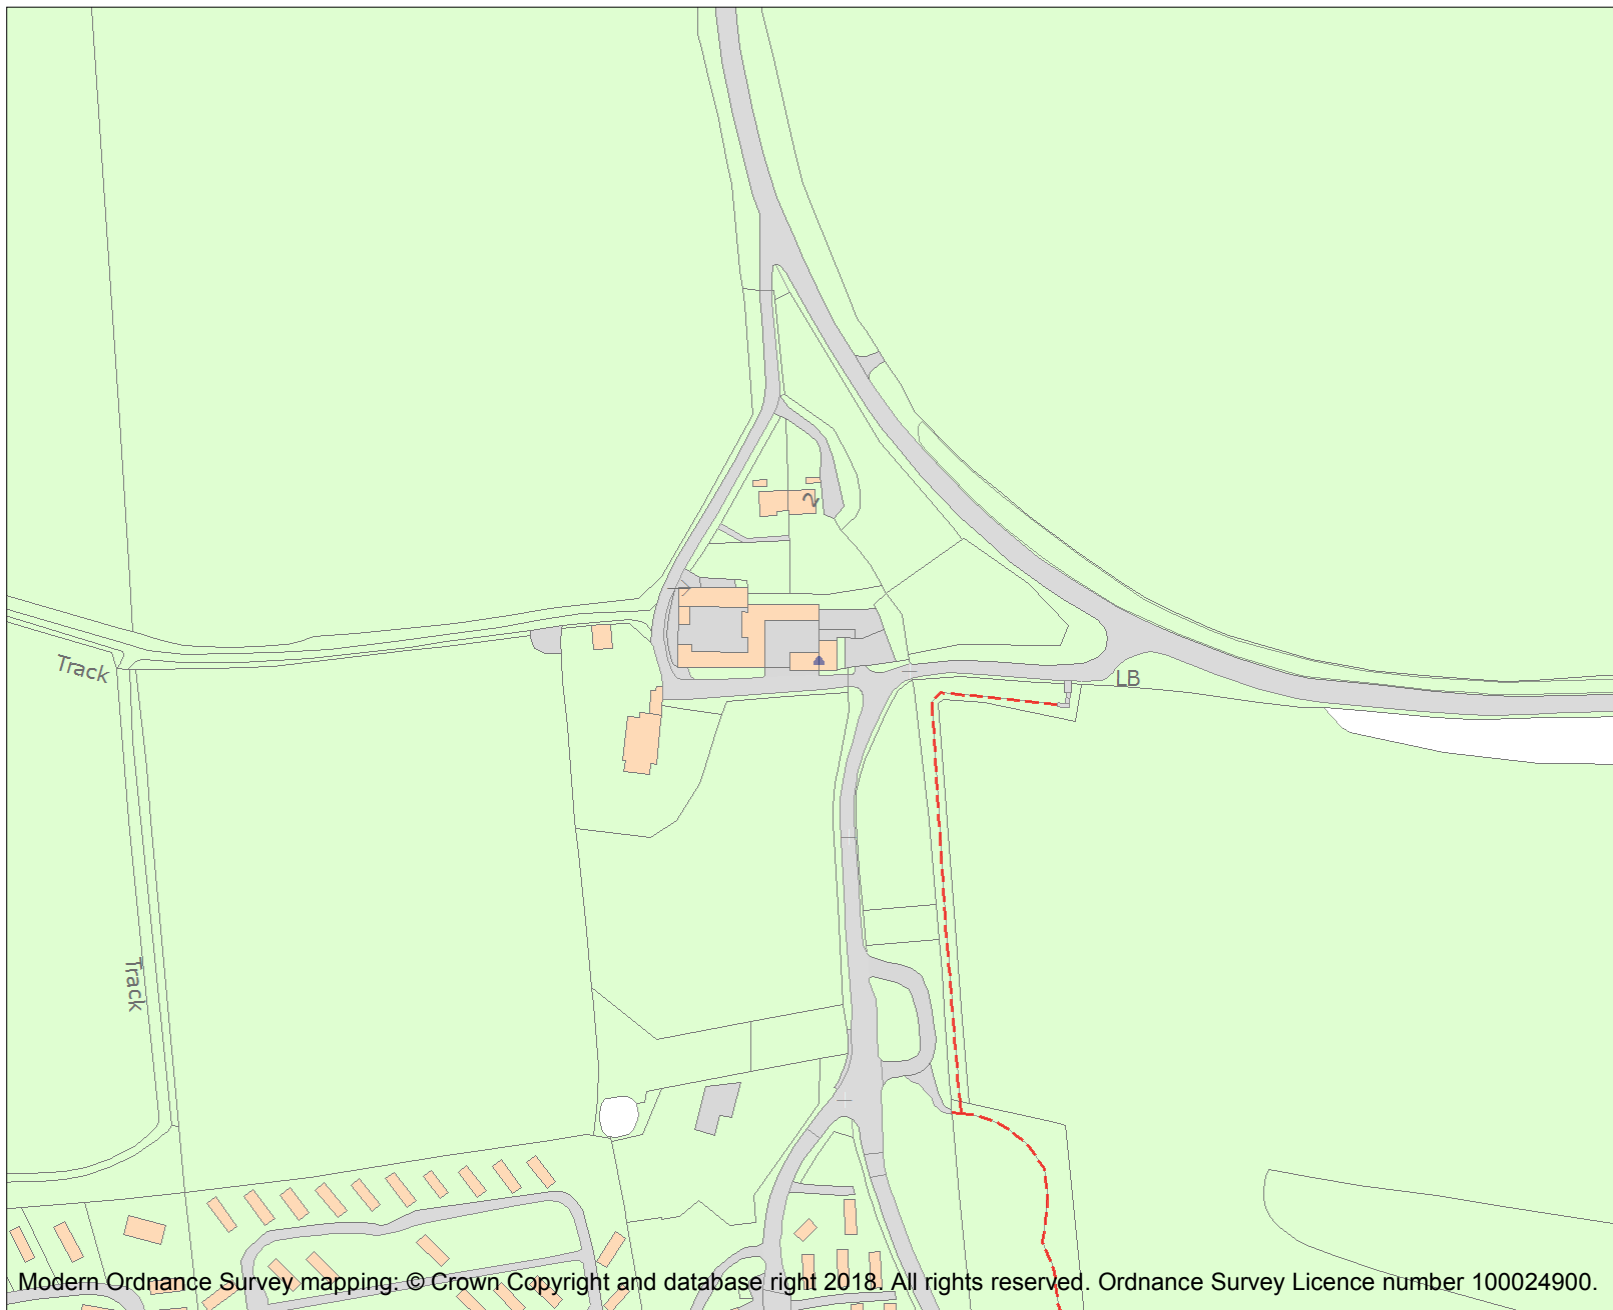 2
Track
LB
Track
Modern Ordnance Survey mapping: © Crown Copyright and database right 2018. All rights reserved. Ordnance Survey Licence number 100024900.